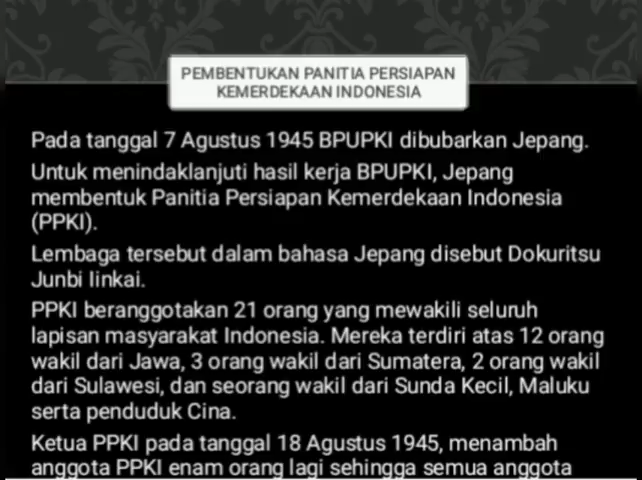 PEMBENTUKAN PANITIA PERSIAPAN
KEMERDEKAAN INDONESIA
Pada tanggal 7 Agustus 1945 BPUPKI dibubarkan Jepang.
Untuk menindaklanjuti hasil kerja BPUPKI, Jepang
membentuk Panitia Persiapan Kemerdekaan Indonesia
(PPKI).
Lembaga tersebut dalam bahasa Jepang disebut Dokuritsu
Junbi Iinkai.
PPKI beranggotakan 21 orang yang mewakili seluruh
lapisan masyarakat Indonesia. Mereka terdiri atas 12 orang
wakil dari Jawa, 3 orang wakil dari Sumatera, 2 orang wakil
dari Sulawesi, dan seorang wakil dari Sunda Kecil, Maluku
serta penduduk Cina.
Ketua PPKI pada tanggal 18 Agustus 1945, menambah
anggota PPKI enam orang lagi sehingga semua anggota